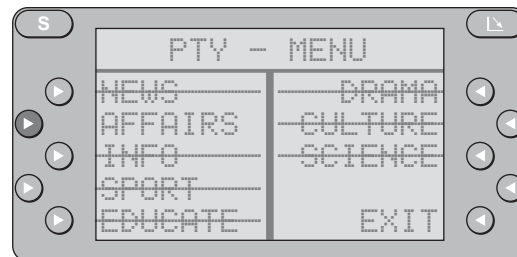 S
PTY - MENU
NEWS
AFFAIRS
INFO
SPORT
EDUCATE
DRAMA
CULTURE
SCIENCE
EXIT